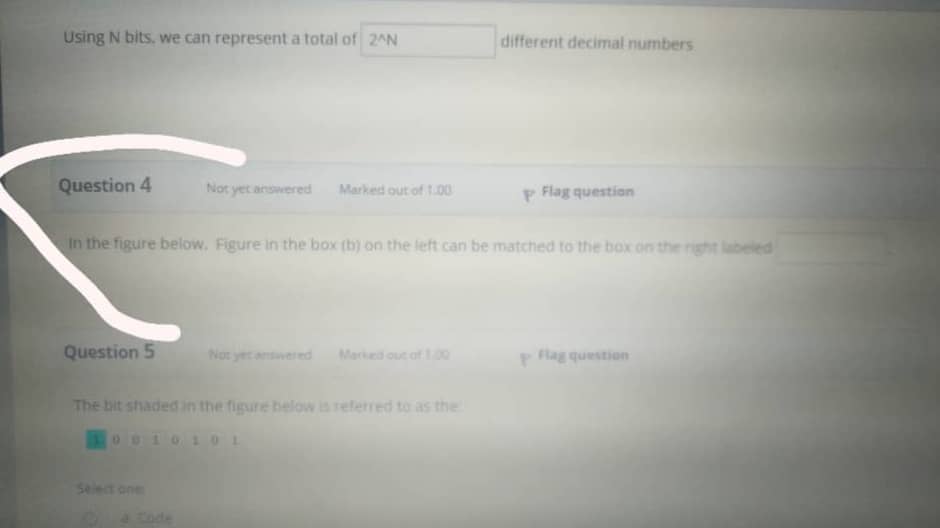 Using N bits, we can represent a total of 2^N different decimal numbers
Question 4 Not yet answered Marked out of 1.00 Flag question
In the figure below, Figure in the box (b) on the left can be matched to the box on the right labeled
Question 5 Not yet answered Marked out of 1.00 Flag question
The bit shaded in the figure below is referred to as the:
1 0 0 1 0 1 0 1
Select one:
a. Code